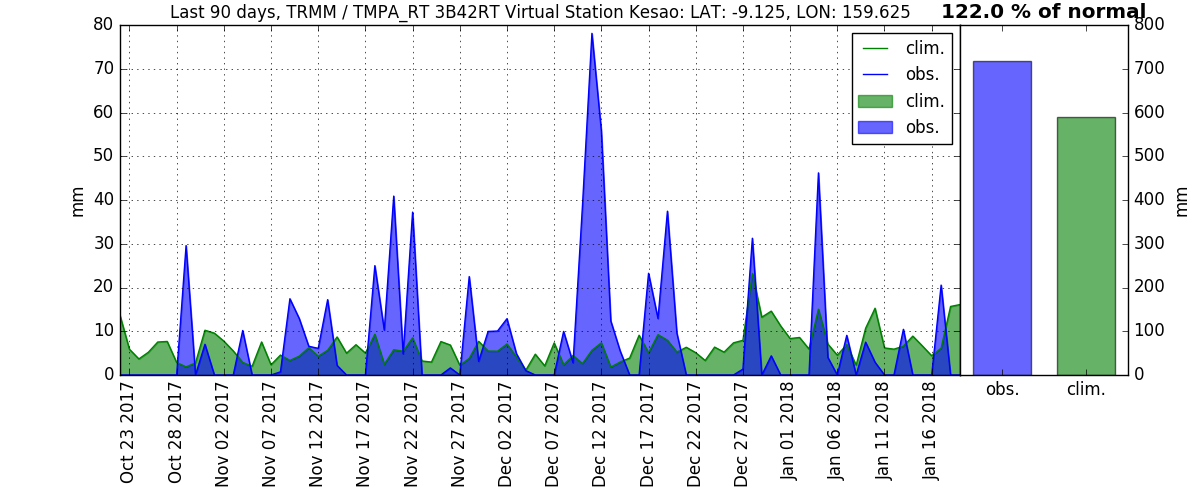 Last 90 days, TRMM / TMPA_RT 3B42RT Virtual Station Kesao: LAT: -9.125, LON: 159.625
122.0 % of normal
80
70
60
50
40
30
20
10
0
mm
clim.
obs.
clim.
obs.
800
700
600
500
400
300
200
100
0
mm
obs.
clim.
Oct 23 2017
Oct 28 2017
Nov 02 2017
Nov 07 2017
Nov 12 2017
Nov 17 2017
Nov 22 2017
Nov 27 2017
Dec 02 2017
Dec 07 2017
Dec 12 2017
Dec 17 2017
Dec 22 2017
Dec 27 2017
Jan 01 2018
Jan 06 2018
Jan 11 2018
Jan 16 2018